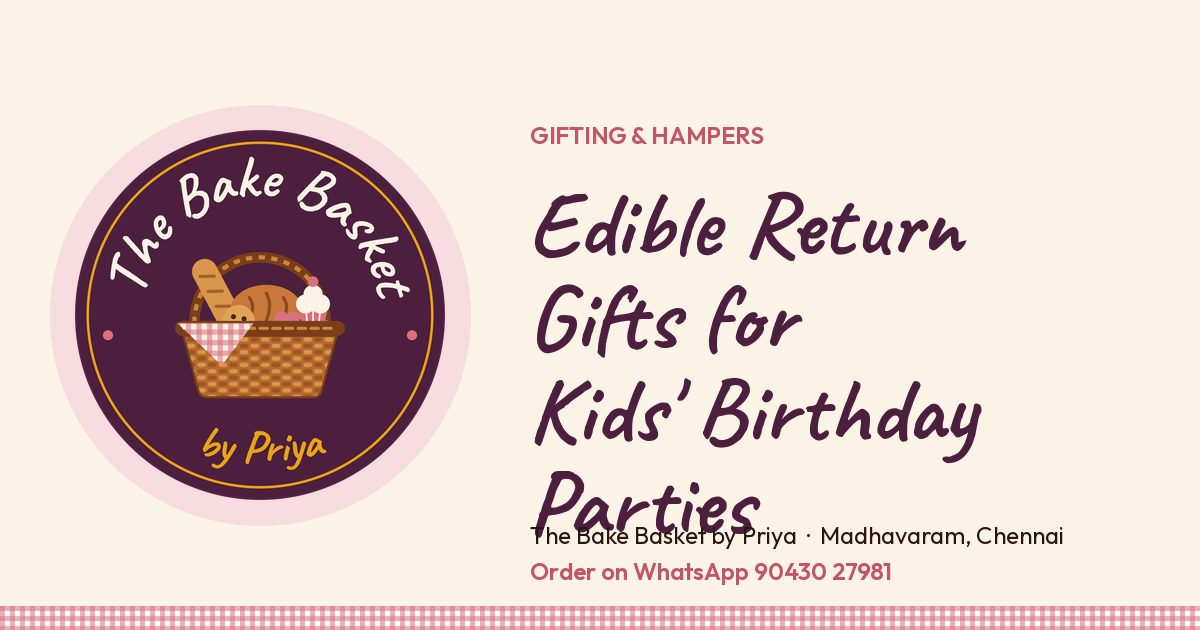 The Bake Basket
by Priya
GIFTING & HAMPERS
Edible Return
Gifts for
Kids’ Birthday
Parties
The Bake Basket by Priya · Madhavaram, Chennai
Order on WhatsApp 90430 27981